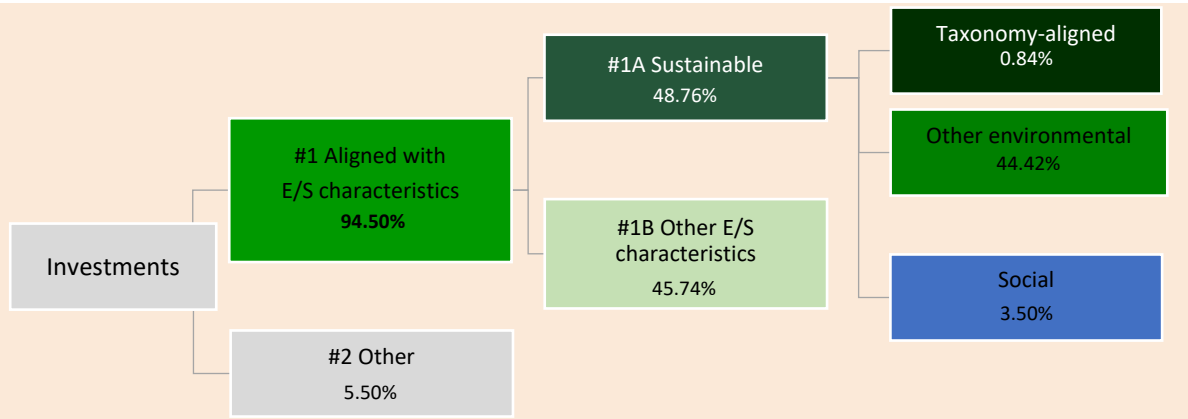 Investments
#1 Aligned with
E/S characteristics
94.50%
#2 Other
5.50%
#1A Sustainable
48.76%
#1B Other E/S
characteristics
45.74%
Taxonomy-aligned
0.84%
Other environmental
44.42%
Social
3.50%